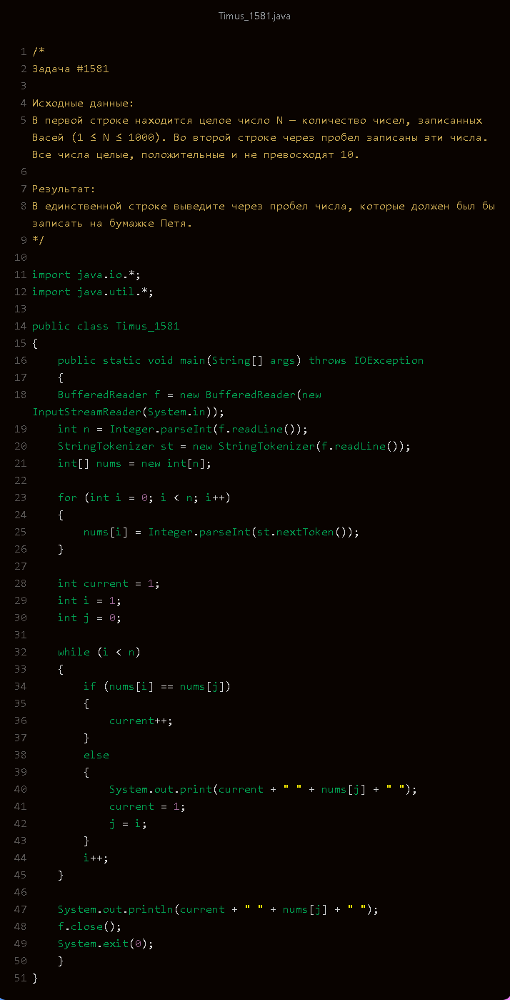 Timus_1581.java
1 /*
2 Задача #1581
3
4 Исходные данные:
5 В первой строке находится целое число N — количество чисел, записанных
Васей (1 ≤ N ≤ 1000). Во второй строке через пробел записаны эти числа.
Все числа целые, положительные и не превосходят 10.
6
7 Результат:
8 В единственной строке выведите через пробел числа, которые должен был бы
записать на бумажке Петя.
9 */
10
11 import java.io.*;
12 import java.util.*;
13
14 public class Timus_1581
15 {
16     public static void main(String[] args) throws IOException
17     {
18     BufferedReader f = new BufferedReader(new
InputStreamReader(System.in));
19     int n = Integer.parseInt(f.readLine());
20     StringTokenizer st = new StringTokenizer(f.readLine());
21     int[] nums = new int[n];
22
23     for (int i = 0; i < n; i++)
24     {
25         nums[i] = Integer.parseInt(st.nextToken());
26     }
27
28     int current = 1;
29     int i = 1;
30     int j = 0;
31
32     while (i < n)
33     {
34         if (nums[i] == nums[j])
35         {
36             current++;
37         }
38         else
39         {
40             System.out.print(current + " " + nums[j] + " ");
41             current = 1;
42             j = i;
43         }
44         i++;
45     }
46
47     System.out.println(current + " " + nums[j] + " ");
48     f.close();
49     System.exit(0);
50     }
51 }